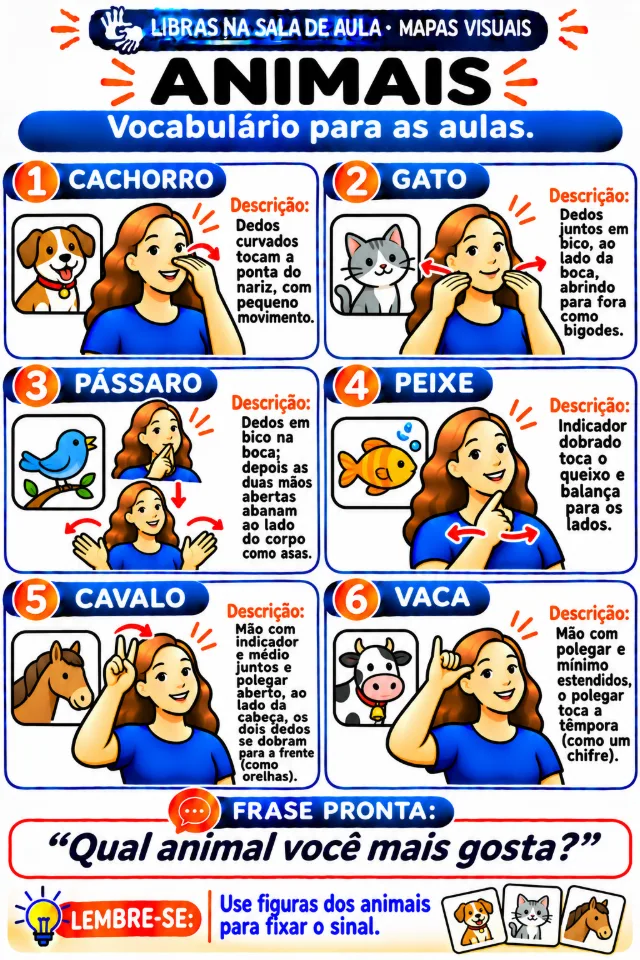 LIBRAS NA SALA DE AULA • MAPAS VISUAIS
ANIMAIS
Vocabulário para as aulas.
1 CACHORRO
Descrição:
Dedos
curvados
tocam a
ponta do
nariz, com
pequeno
movimento.
2 GATO
Descrição:
Dedos
juntos em
bico, ao
lado da
boca,
abrindo
para fora
como
bigodes.
3 PÁSSARO
Descrição:
Dedos em
bico na
boca;
depois as
duas mãos
abertas
abanam
ao lado
do corpo
como asas.
4 PEIXE
Descrição:
Indicador
dobrado
toca o
queixo e
balança
para os
lados.
5 CAVALO
Descrição:
Mão com
indicador
e médio
juntos e
polegar
aberto, ao
lado da
cabeça, os
dois dedos
se dobram
para a frente
(como
orelhas).
6 VACA
Descrição:
Mão com
polegar e
mínimo
estendidos,
o polegar
toca a
têmpora
(como um
chifre).
FRASE PRONTA:
“Qual animal você mais gosta?”
LEMBRE-SE:
Use figuras dos animais
para fixar o sinal.